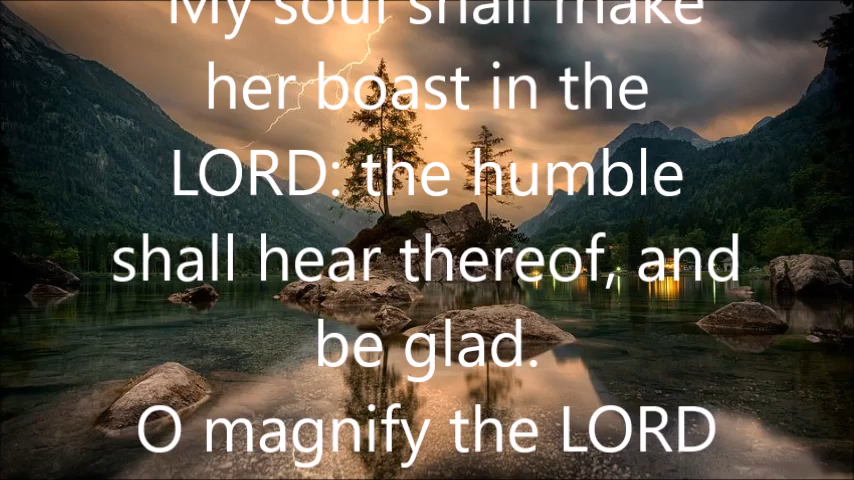 My soul shall make
her boast in the
LORD: the humble
shall hear thereof, and
be glad.
O magnify the LORD